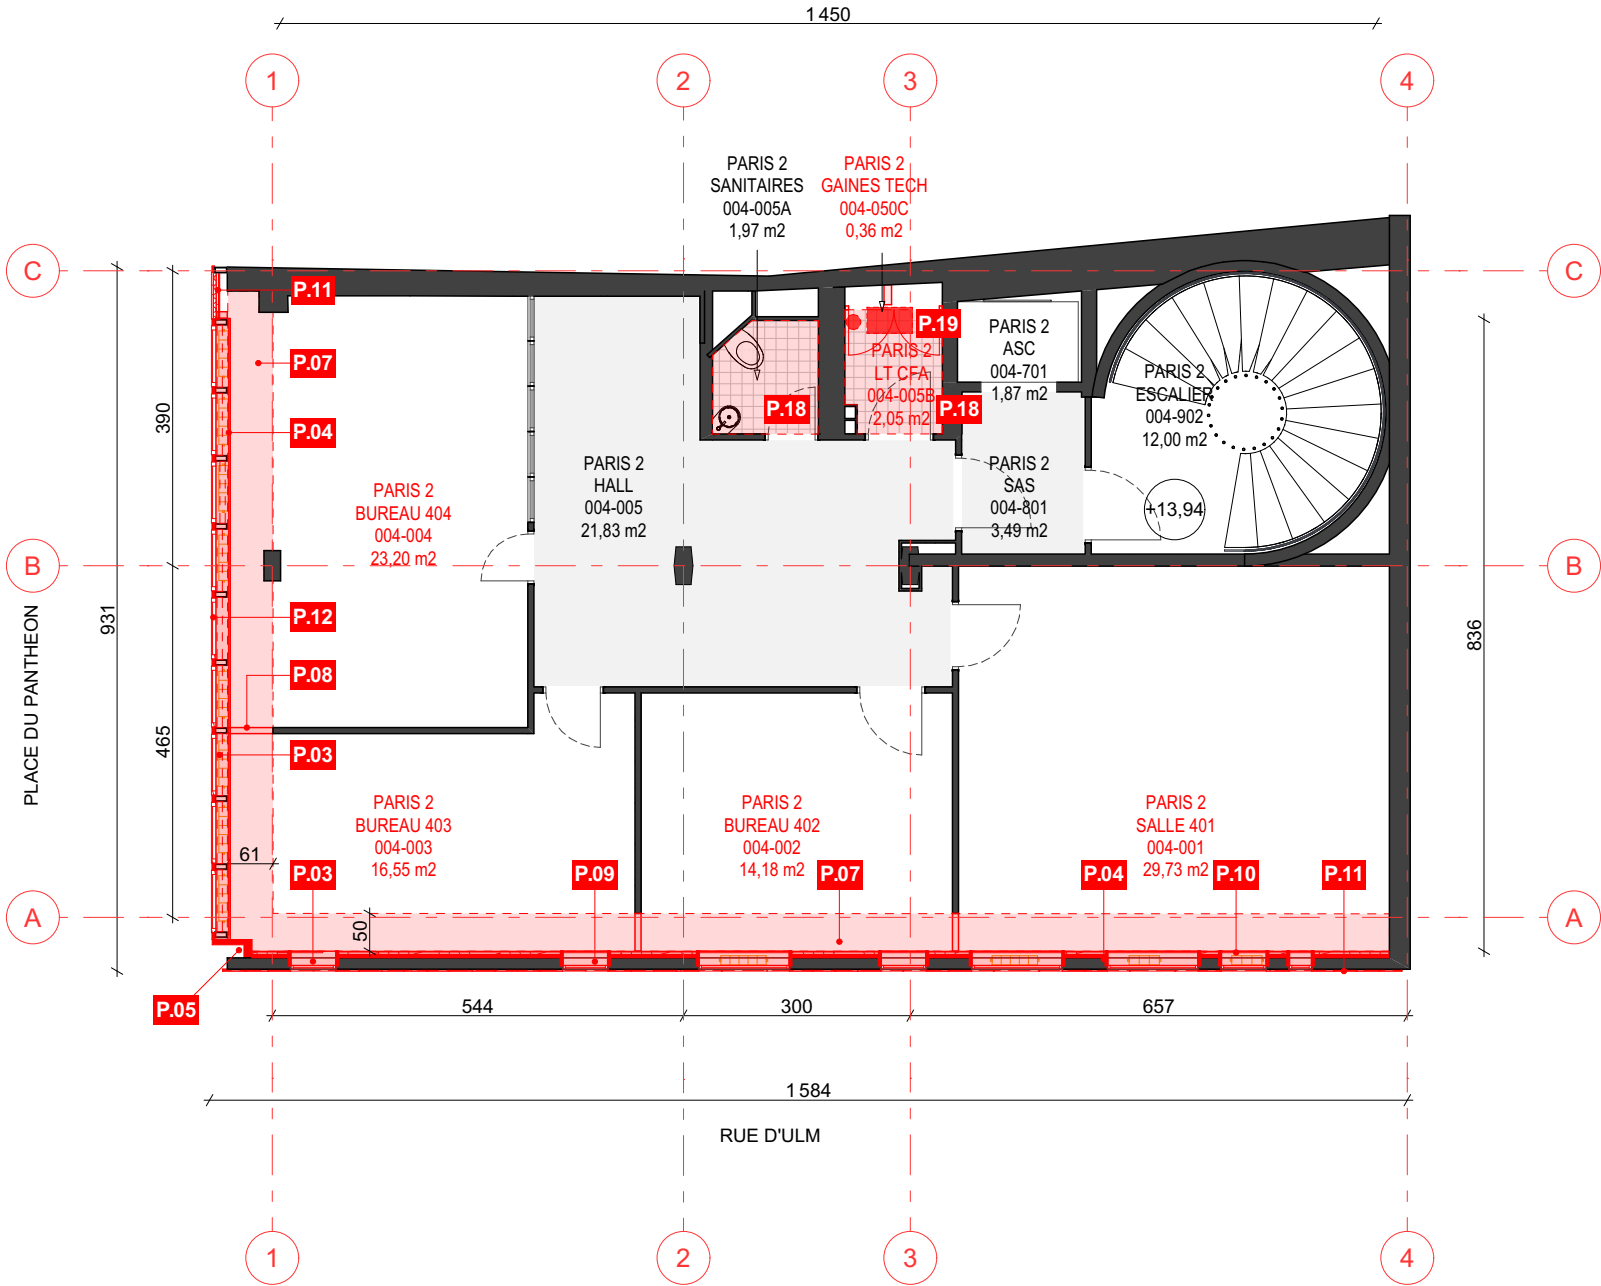 1 450
1
2
3
4
PARIS 2
SANITAIRES
004-005A
1,97 m2
PARIS 2
GAINES TECH
004-050C
0,36 m2
C
C
P.11
P.07
P.04
P.19
PARIS 2
LT CFA
004-005B
2,05 m2
P.18
P.18
PARIS 2
ASC
004-701
1,87 m2
PARIS 2
ESCALIER
004-902
12,00 m2
390
PARIS 2
BUREAU 404
004-004
23,20 m2
PARIS 2
HALL
004-005
21,83 m2
PARIS 2
SAS
004-801
3,49 m2
+13,94
B
B
PLACE DU PANTHEON
931
836
P.12
P.08
465
P.03
PARIS 2
BUREAU 403
004-003
16,55 m2
PARIS 2
BUREAU 402
004-002
14,18 m2
PARIS 2
SALLE 401
004-001
29,73 m2
61
P.03
P.09
P.07
P.04
P.10
P.11
A
A
50
P.05
544
300
657
1 584
RUE D'ULM
1
2
3
4